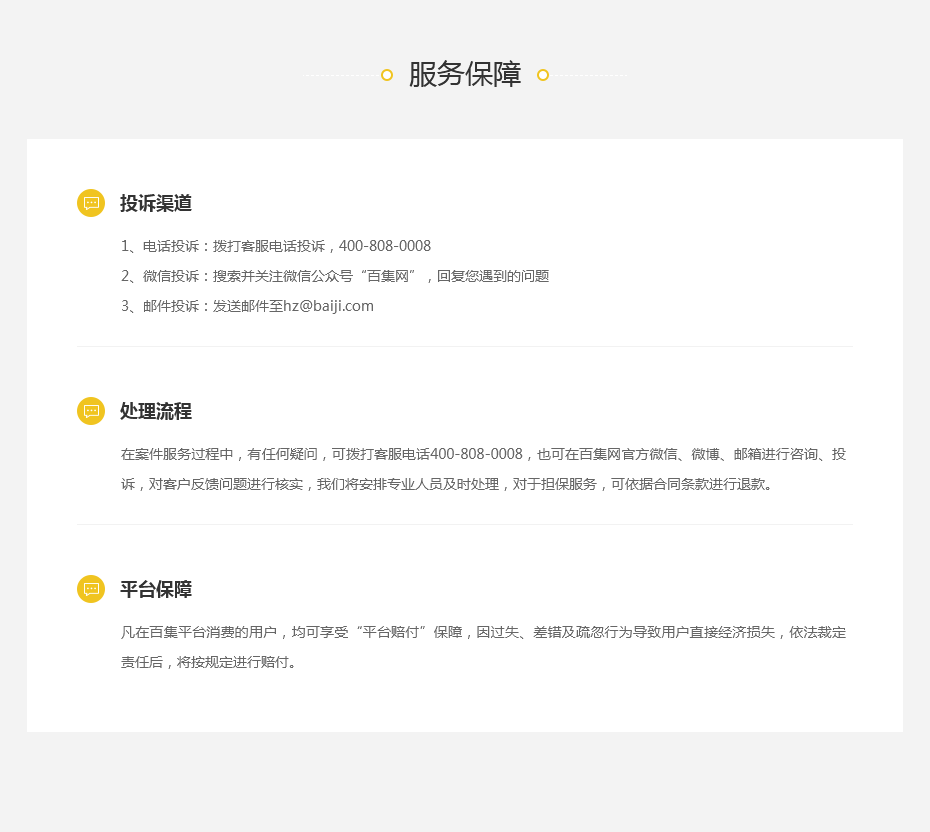 服务保障
投诉渠道
1、电话投诉：拨打客服电话投诉，400-808-0008
2、微信投诉：搜索并关注微信公众号“百集网”，回复您遇到的问题
3、邮件投诉：发送邮件至hz@baiji.com
处理流程
在案件服务过程中，有任何疑问，可拨打客服电话400-808-0008，也可在百集网官方微信、微博、邮箱进行咨询、投
诉，对客户反馈问题进行核实，我们将安排专业人员及时处理，对于担保服务，可依据合同条款进行退款。
平台保障
凡在百集平台消费的用户，均可享受“平台赔付”保障，因过失、差错及疏忽行为导致用户直接经济损失，依法裁定
责任后，将按规定进行赔付。